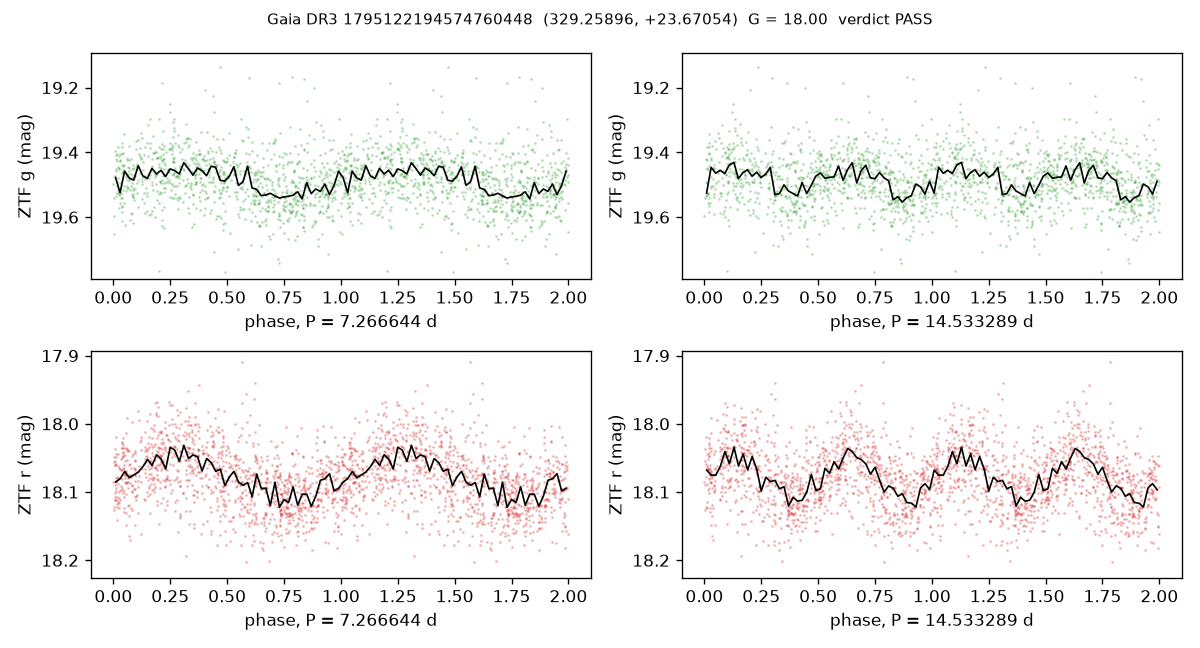 Gaia DR3 1795122194574760448  (329.25896, +23.67054)  G = 18.00  verdict PASS
ZTF g (mag)
19.2
19.4
19.6
0.00 0.25 0.50 0.75 1.00 1.25 1.50 1.75 2.00
phase, P = 7.266644 d
ZTF g (mag)
19.2
19.4
19.6
0.00 0.25 0.50 0.75 1.00 1.25 1.50 1.75 2.00
phase, P = 14.533289 d
ZTF r (mag)
17.9
18.0
18.1
18.2
0.00 0.25 0.50 0.75 1.00 1.25 1.50 1.75 2.00
phase, P = 7.266644 d
ZTF r (mag)
17.9
18.0
18.1
18.2
0.00 0.25 0.50 0.75 1.00 1.25 1.50 1.75 2.00
phase, P = 14.533289 d